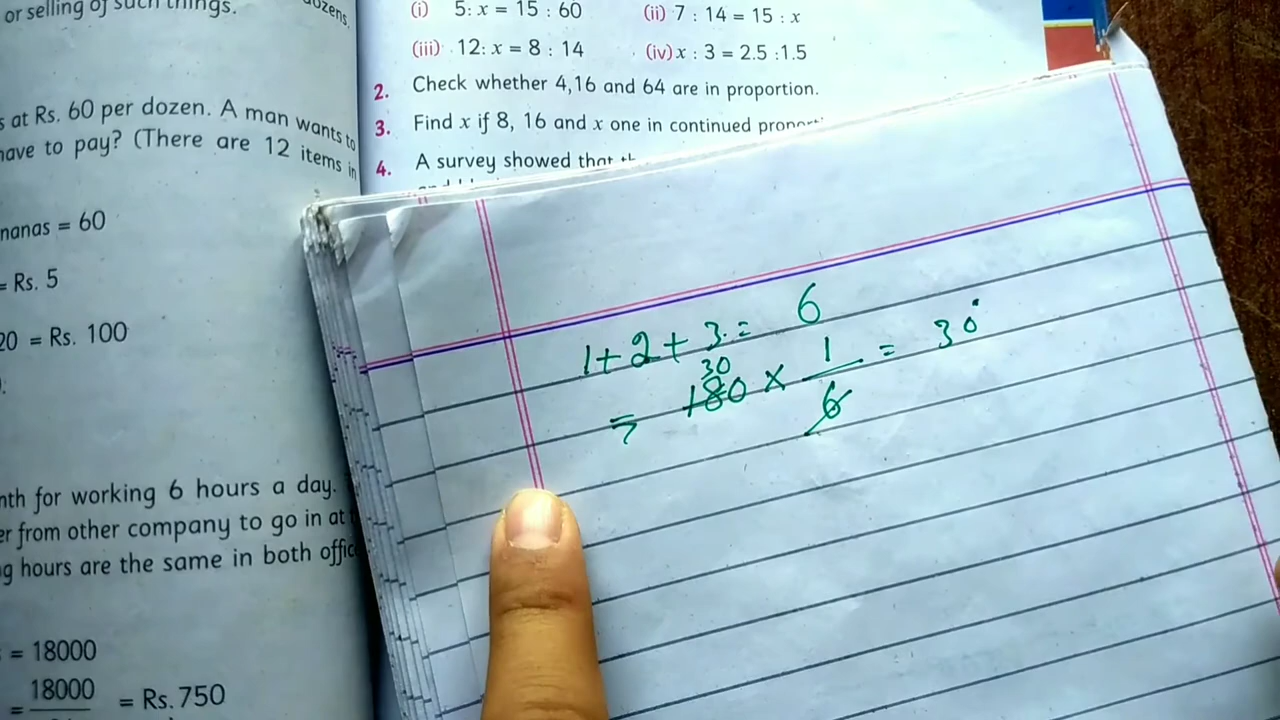 or selling of such things.
dozens,
s at Rs. 60 per dozen. A man wants to
have to pay? (There are 12 items in
nanas = 60
= Rs. 5
20 = Rs. 100
nth for working 6 hours a day.
er from other company to go in at
g hours are the same in both offic
= 18000
= 18000 = Rs. 750
(i) 5: x = 15 : 60 (ii) 7 : 14 = 15 : x
(iii) 12: x = 8 : 14 (iv) x : 3 = 2.5 :1.5
2. Check whether 4,16 and 64 are in proportion.
3. Find x if 8, 16 and x one in continued
4. A survey showed that
1 + 2 + 3 = 6
30
= 180 × 1/6 = 30°